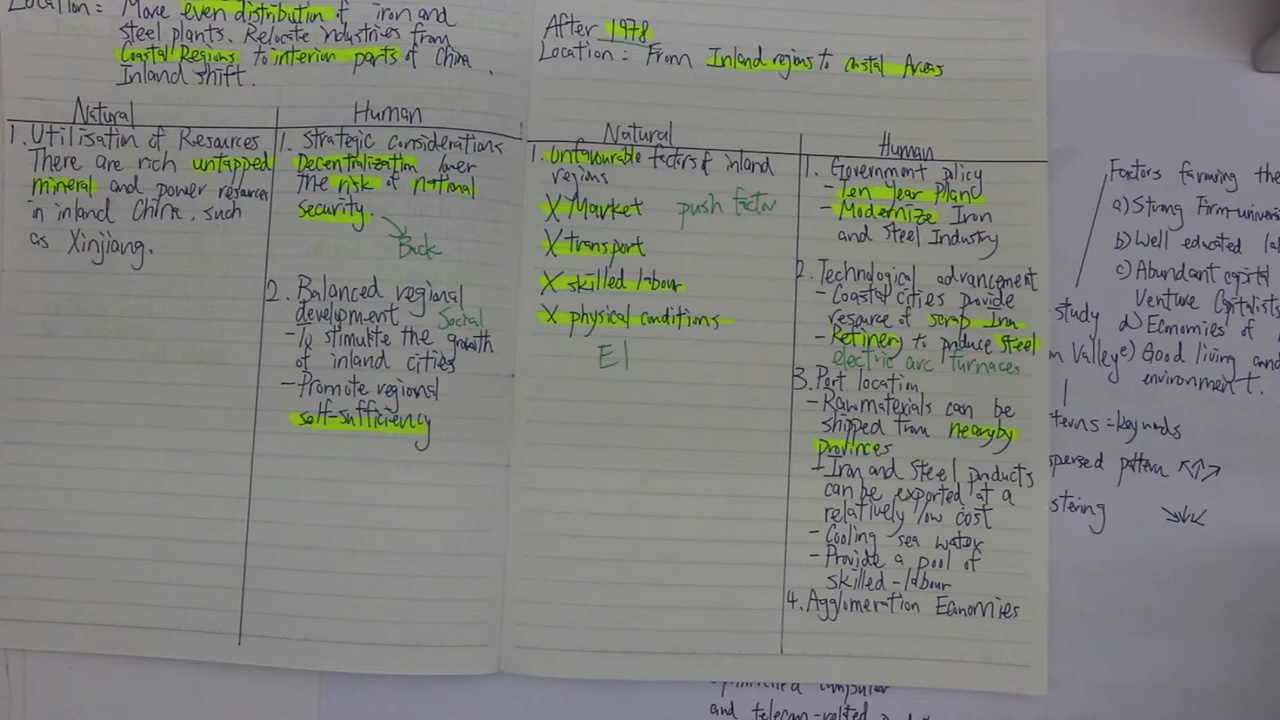 Location: More even distribution of iron and
steel plants. Relocate industries from
Coastal Regions to interior parts of China
Inland shift.
Natural
1. Utilisation of Resources
There are rich untapped
mineral and power resources
in inland China, such
as Xinjiang.
Human
1. Strategic considerations
Decentralization lower
the risk of national
security.
Back
2. Balanced regional
development
Social
- To stimulate the growth
of inland cities
- Promote regional
self-sufficiency
After 1978
Location: From Inland regions to coastal Areas
Natural
1. unfavourable factors of inland
regions
X Market push factor
X transport
X skilled labour
X physical conditions
EI
Human
1. Government policy
- Ten Year Plan
- Modernize Iron
and Steel Industry
2. Technological advancement
- Coastal cities provide
resource of scrap Iron
- Refinery to produce steel
electric arc furnaces
3. Port location
- Raw materials can be
shipped from nearyby
provinces
- Iron and Steel products
can be exported at a
relatively low cost
- Cooling sea water
- Provide a pool of
skilled-labour
4. Agglomertion Economies
Factors forming the
a) Strong Firm-univers
b) Well educated
c) Abundant capital
Venture Capitalists
study
d) Economies of
Valley
e) Good living and
environment.
terms = keywords
spersed pattern
stering
computer
and telecom-related